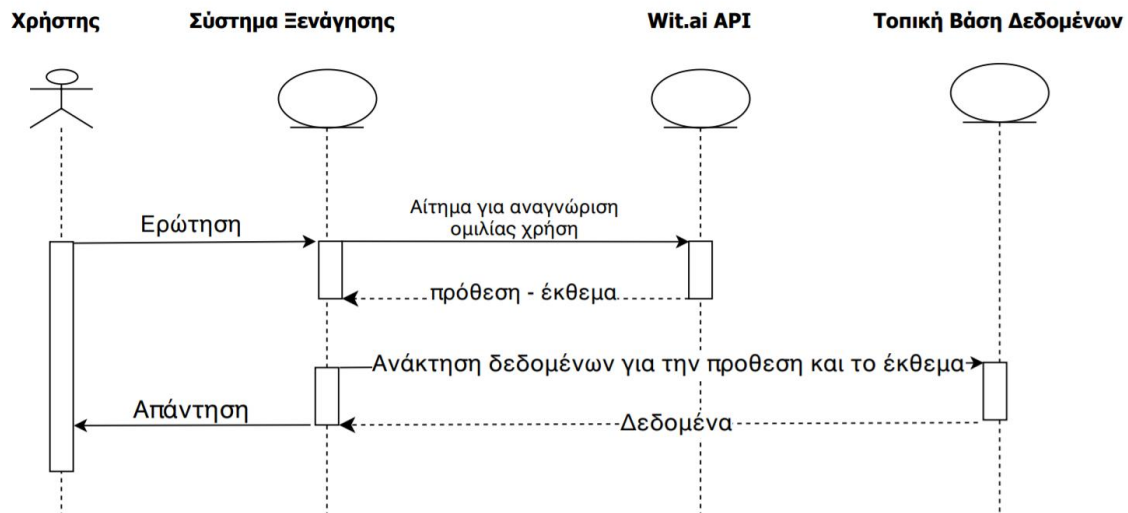 Χρήστης
Σύστημα Ξενάγησης
Wit.ai API
Τοπική Βάση Δεδομένων
Ερώτηση
Αίτημα για αναγνώριση
ομιλίας χρήση
πρόθεση - έκθεμα
Ανάκτηση δεδομένων για την προθεση και το έκθεμα
Απάντηση
Δεδομένα